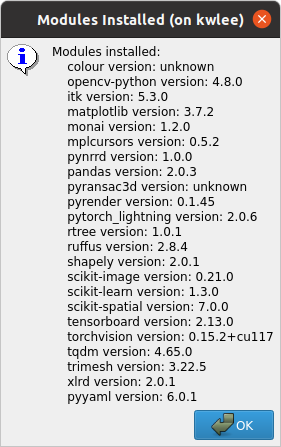 Modules Installed (on kwlee)
Modules installed:
colour version: unknown
opencv-python version: 4.8.0
itk version: 5.3.0
matplotlib version: 3.7.2
monai version: 1.2.0
mplcursors version: 0.5.2
pynrrd version: 1.0.0
pandas version: 2.0.3
pyransac3d version: unknown
pyrender version: 0.1.45
pytorch_lightning version: 2.0.6
rtree version: 1.0.1
ruffus version: 2.8.4
shapely version: 2.0.1
scikit-image version: 0.21.0
scikit-learn version: 1.3.0
scikit-spatial version: 7.0.0
tensorboard version: 2.13.0
torchvision version: 0.15.2+cu117
tqdm version: 4.65.0
trimesh version: 3.22.5
xlrd version: 2.0.1
pyyaml version: 6.0.1
OK